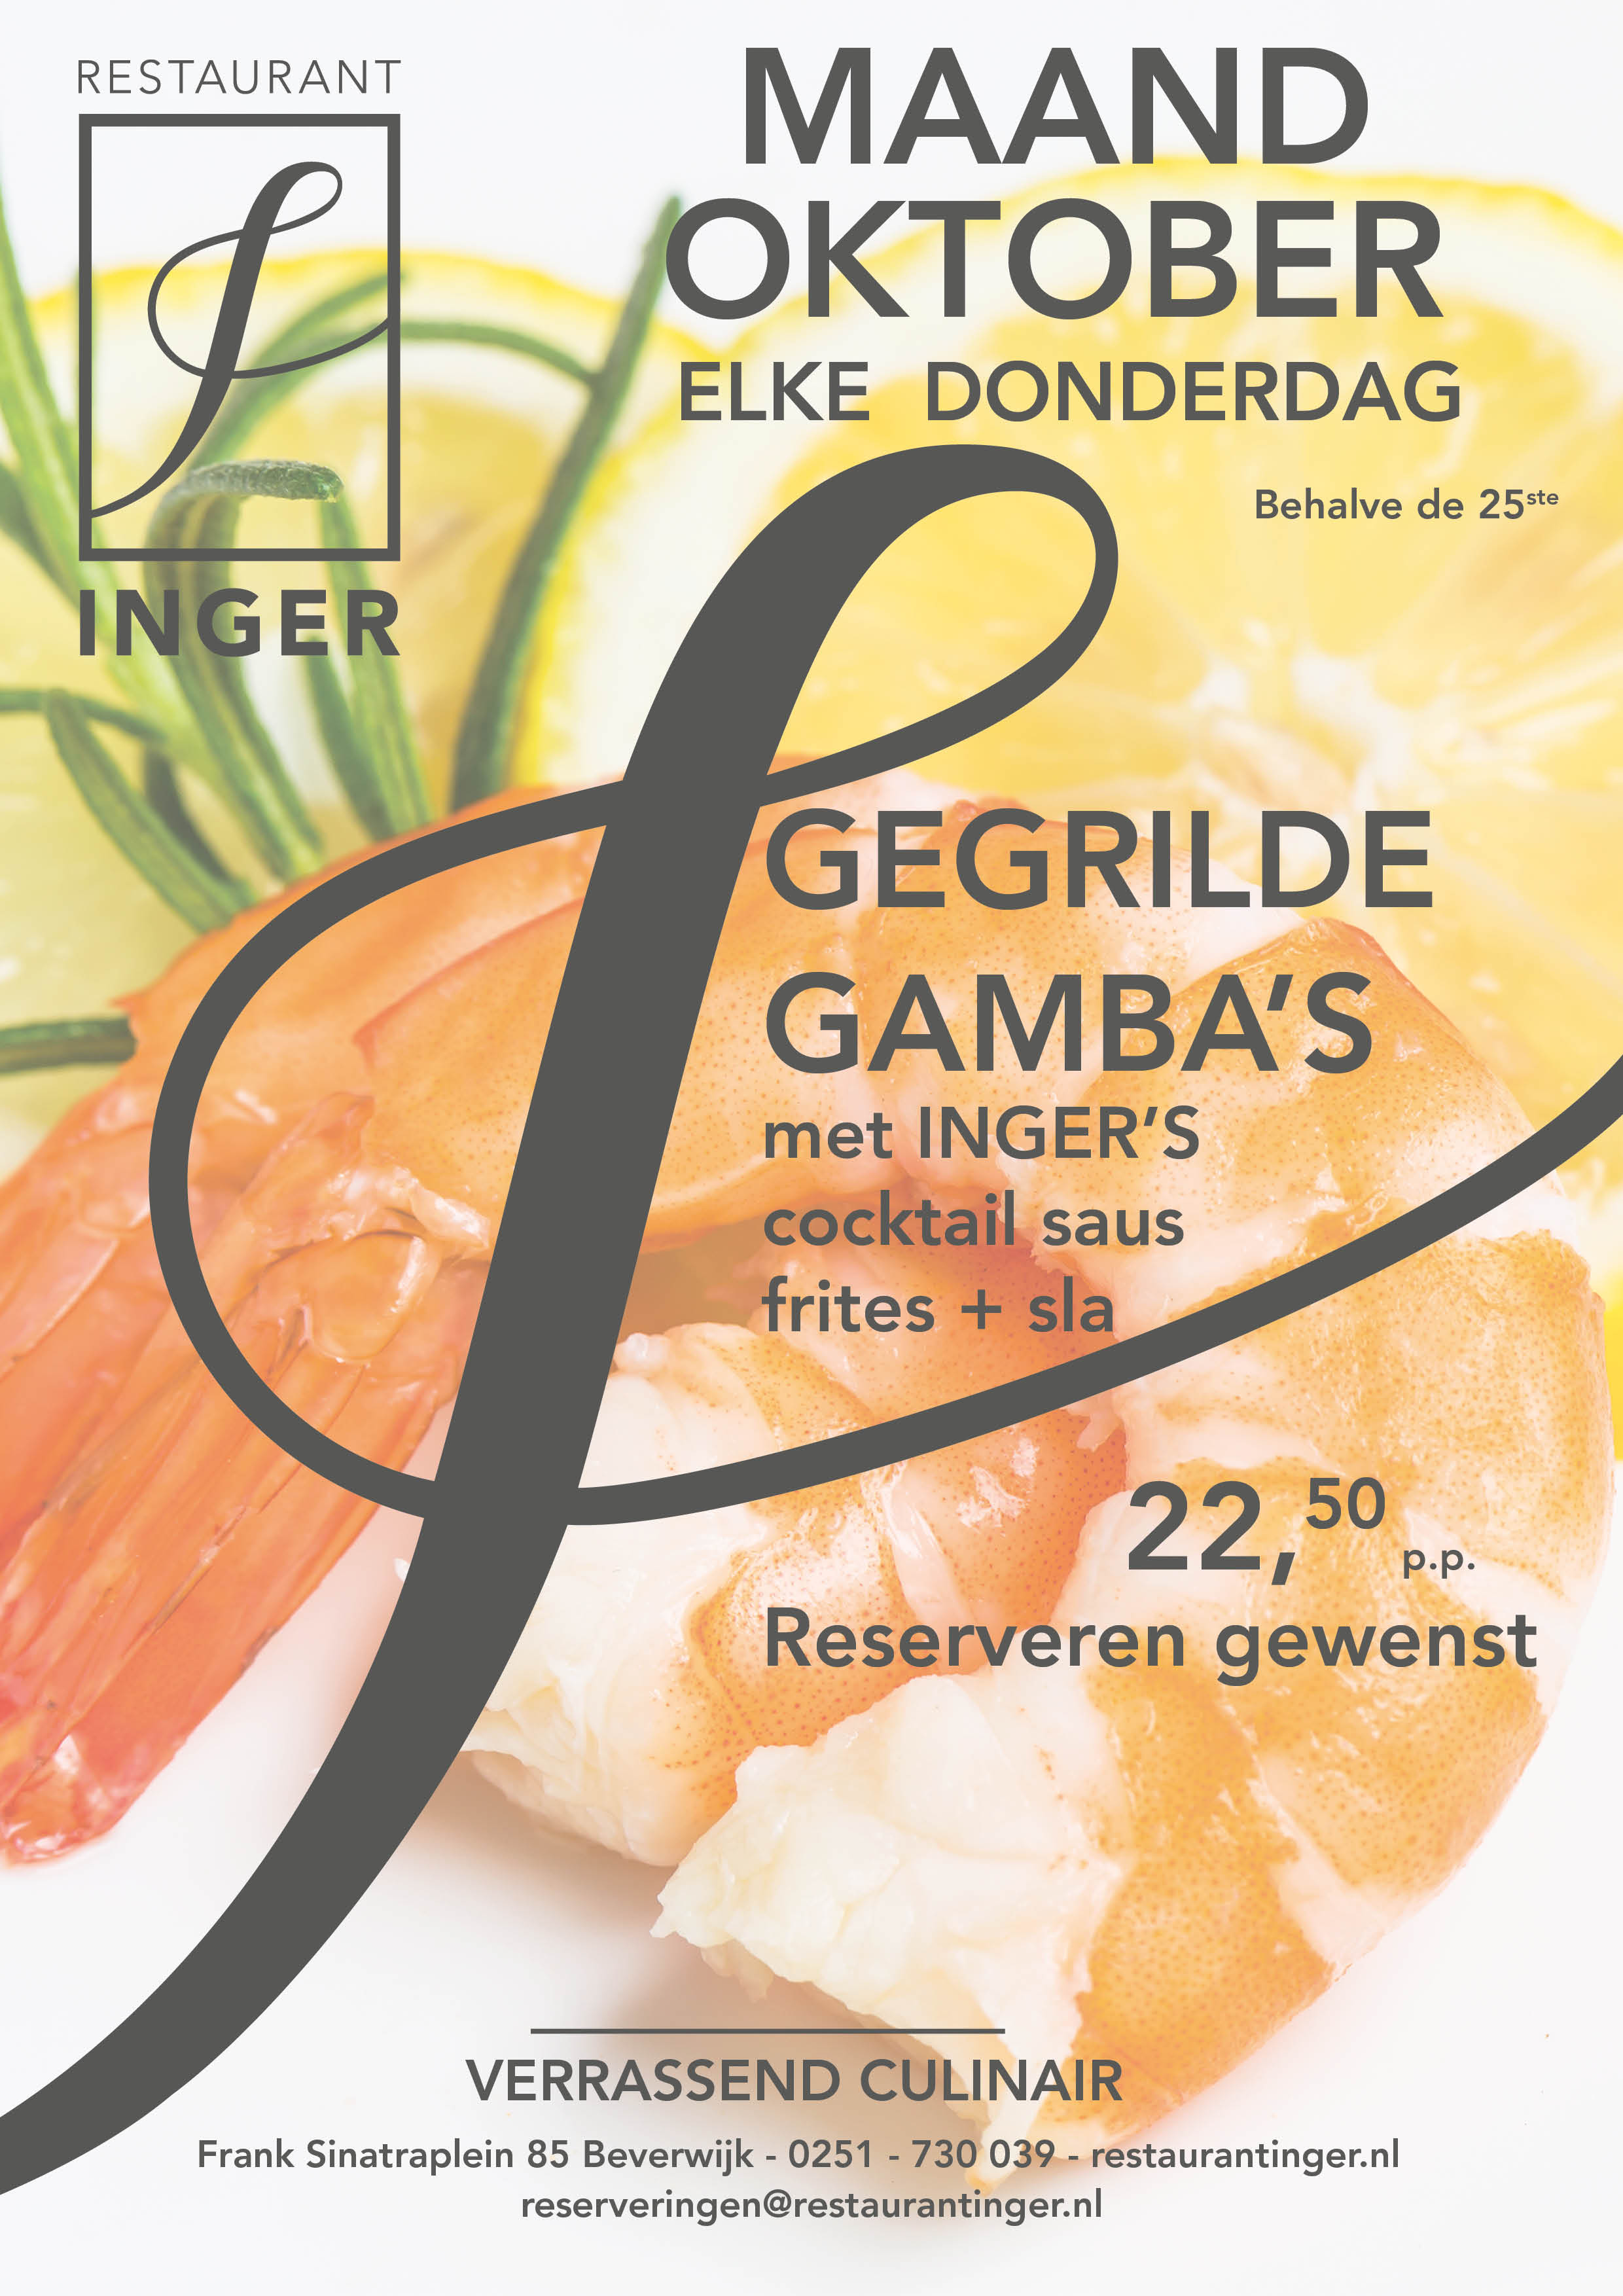 RESTAURANT
INGER
MAAND
OKTOBER
ELKE DONDERDAG
Behalve de 25ste
GEGRILDE
GAMBA'S
met INGER'S
cocktail saus
frites + sla
22,50 p.p.
Reserveren gewenst
VERRASSEND CULINAIR
Frank Sinatraplein 85 Beverwijk - 0251 - 730 039 - restaurantinger.nl
reserveringen@restaurantinger.nl